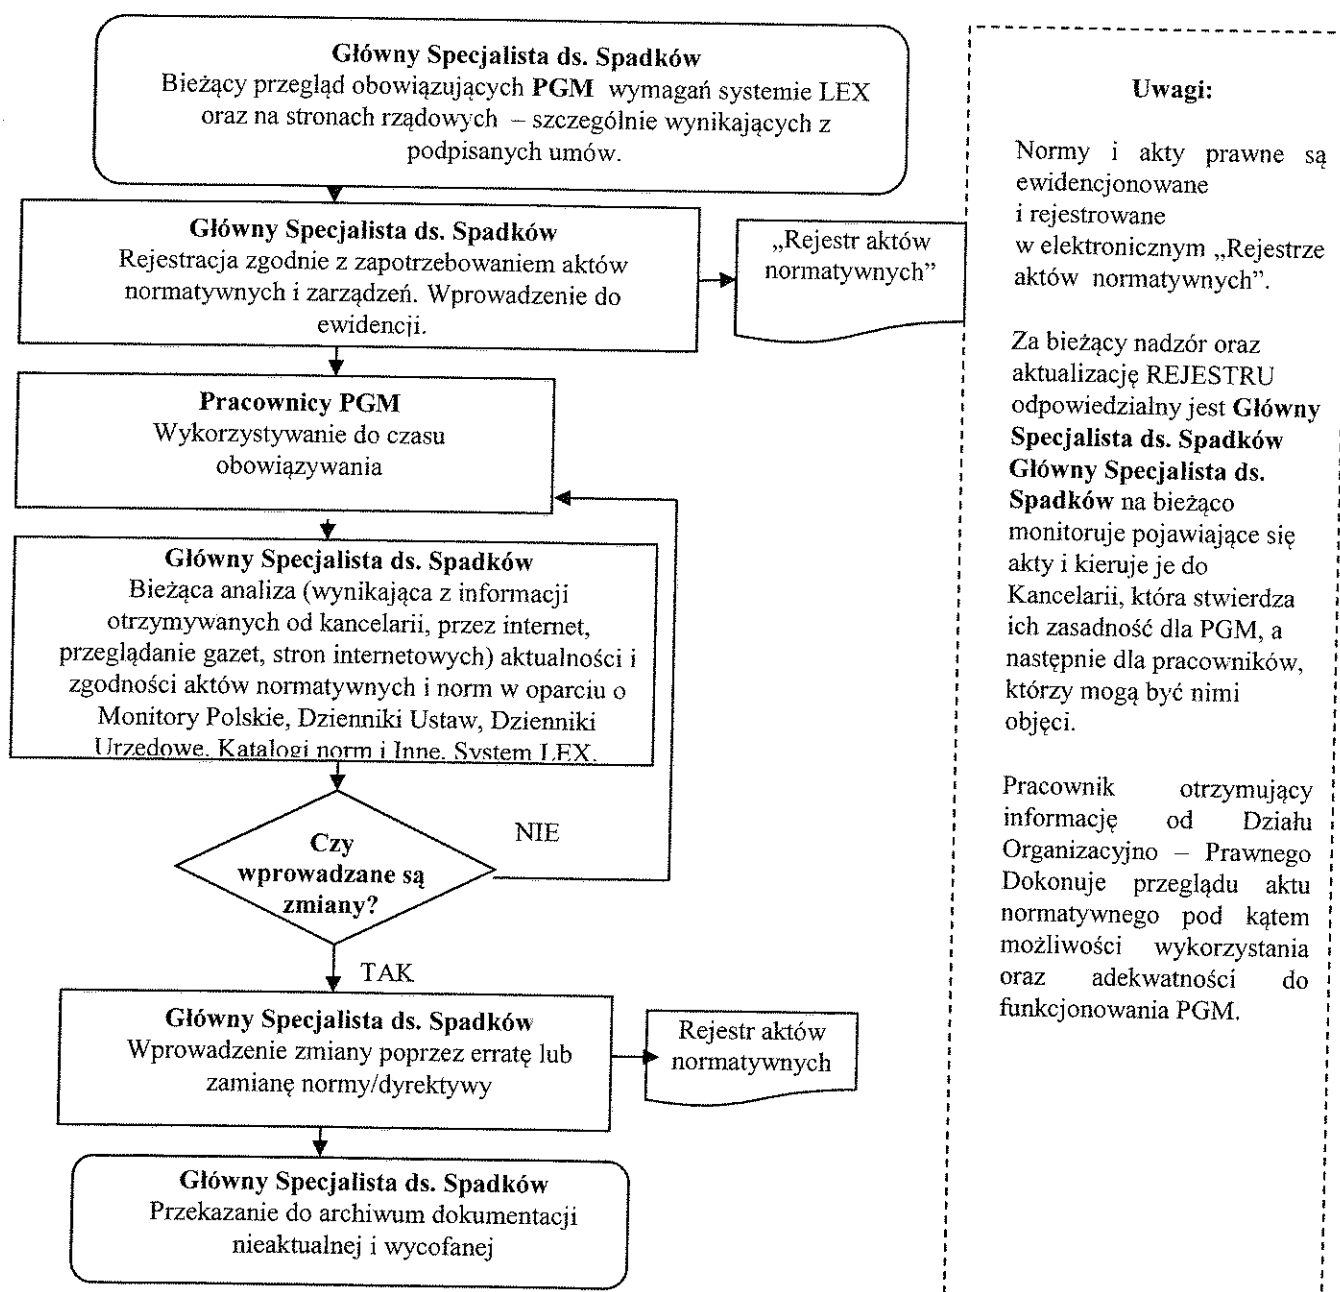 Główny Specjalista ds. Spadków
Bieżący przegląd obowiązujących PGM wymagań systemie LEX
oraz na stronach rządowych – szczególnie wynikających z
podpisanych umów.
Główny Specjalista ds. Spadków
Rejestracja zgodnie z zapotrzebowaniem aktów
normatywnych i zarządzeń. Wprowadzenie do
ewidencji.
„Rejestr aktów
normatywnych”
Pracownicy PGM
Wykorzystywanie do czasu
obowiązywania
Główny Specjalista ds. Spadków
Bieżąca analiza (wynikająca z informacji
otrzymywanych od kancelarii, przez internet,
przeglądanie gazet, stron internetowych) aktualności i
zgodności aktów normatywnych i norm w oparciu o
Monitory Polskie, Dzienniki Ustaw, Dzienniki
Urzędowe, Katalogi norm i Inne. System LEX.
Czy
wprowadzane są
zmiany?
NIE
TAK
Główny Specjalista ds. Spadków
Wprowadzenie zmiany poprzez erratę lub
zamianę normy/dyrektywy
Rejestr aktów
normatywnych
Główny Specjalista ds. Spadków
Przekazanie do archiwum dokumentacji
nieaktualnej i wycofanej
Uwagi:
Normy i akty prawne są
ewidencjonowane
i rejestrowane
w elektronicznym „Rejestrze
aktów normatywnych”.
Za bieżący nadzór oraz
aktualizację REJESTRU
odpowiedzialny jest Główny
Specjalista ds. Spadków
Główny Specjalista ds.
Spadków na bieżąco
monitoruje pojawiające się
akty i kieruje je do
Kancelarii, która stwierdza
ich zasadność dla PGM, a
następnie dla pracowników,
którzy mogą być nimi
objęci.
Pracownik otrzymujący
informację od Działu
Organizacyjno – Prawnego
Dokonuje przeglądu aktu
normatywnego pod kątem
możliwości wykorzystania
oraz adekwatności do
funkcjonowania PGM.